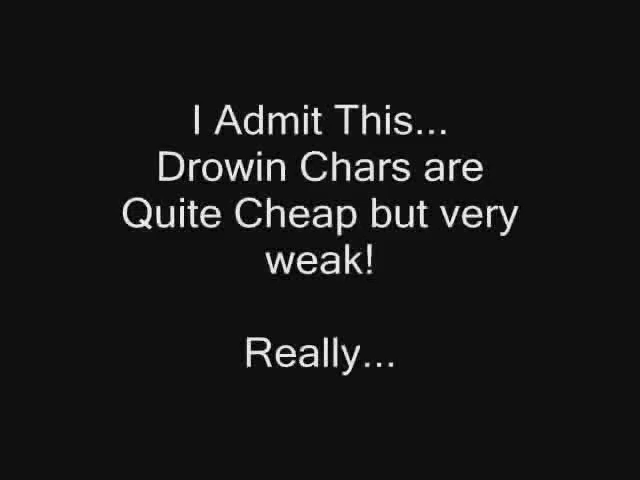 I Admit This...
Drowin Chars are
Quite Cheap but very
weak!
Really...